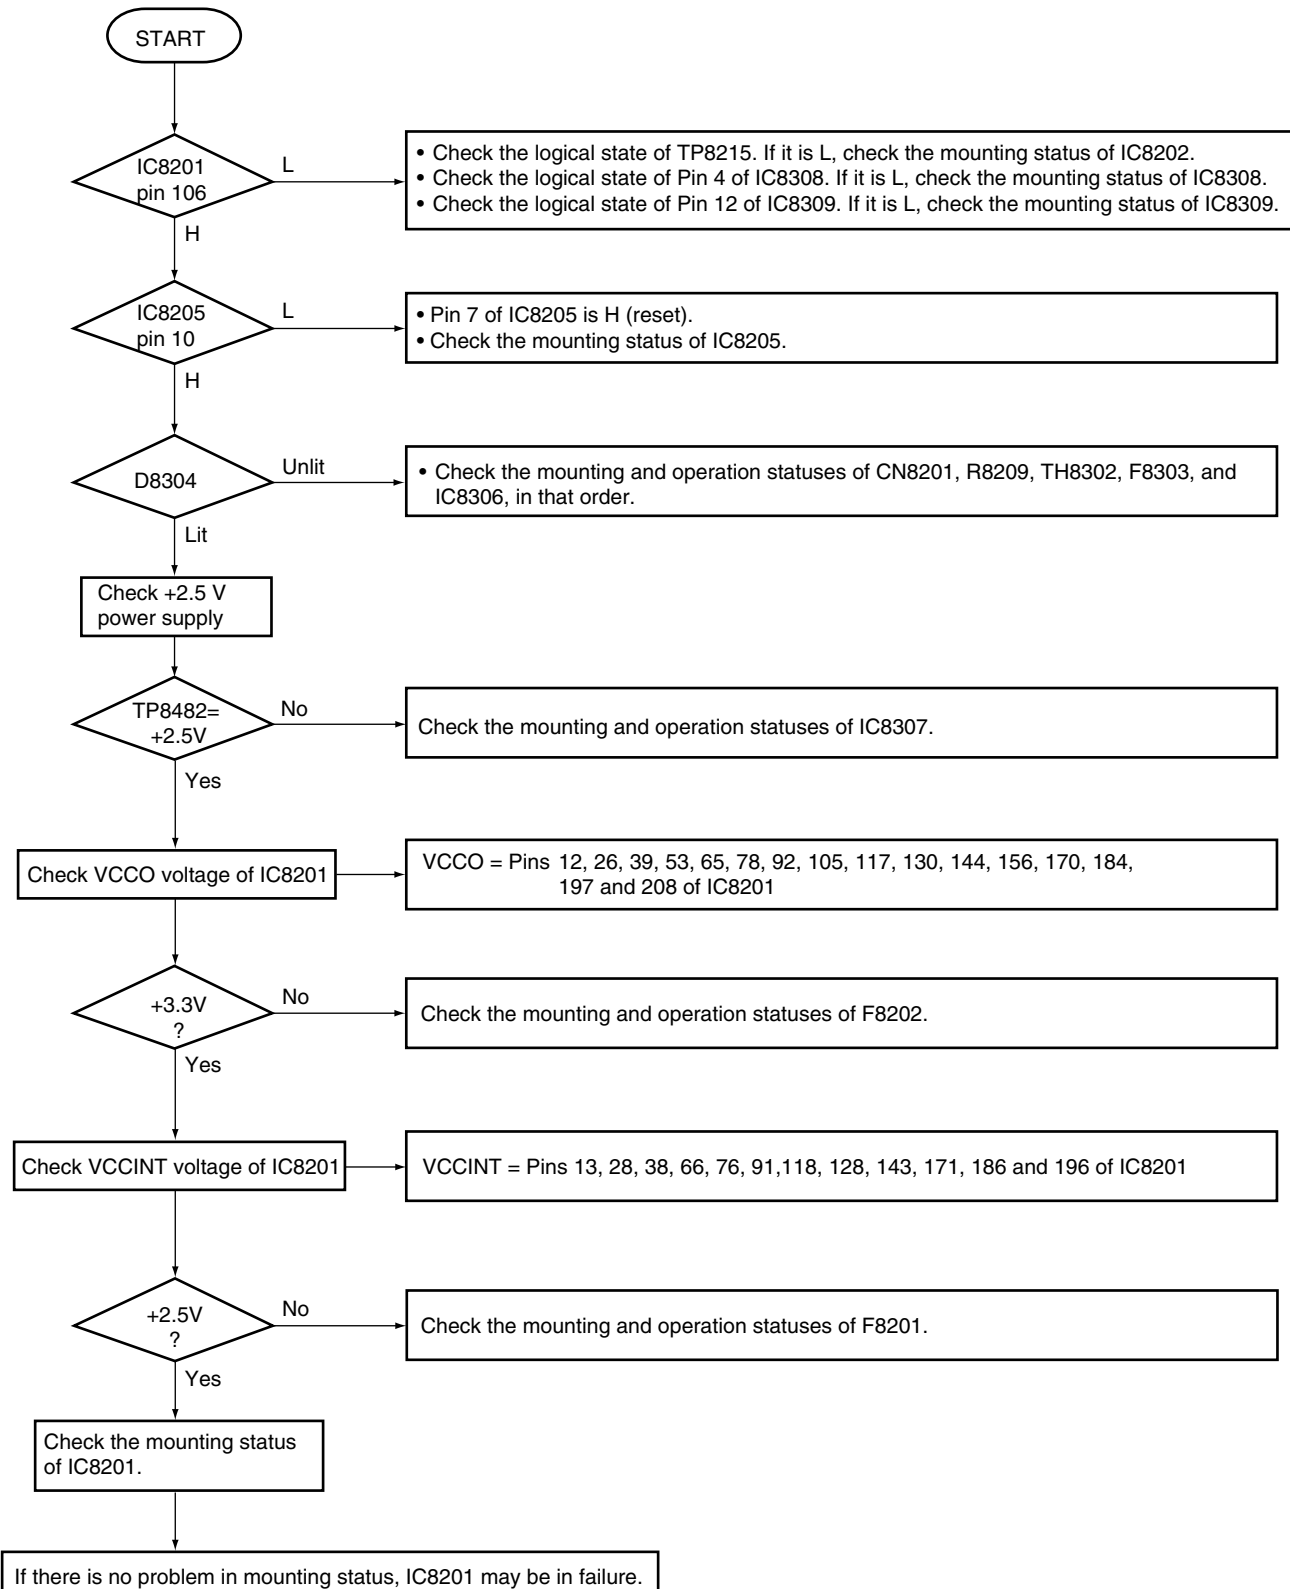 START
IC8201
pin 106
L
• Check the logical state of TP8215. If it is L, check the mounting status of IC8202.
• Check the logical state of Pin 4 of IC8308. If it is L, check the mounting status of IC8308.
• Check the logical state of Pin 12 of IC8309. If it is L, check the mounting status of IC8309.
H
IC8205
pin 10
L
• Pin 7 of IC8205 is H (reset).
• Check the mounting status of IC8205.
H
D8304
Unlit
• Check the mounting and operation statuses of CN8201, R8209, TH8302, F8303, and
IC8306, in that order.
Lit
Check +2.5 V
power supply
TP8482=
+2.5V
No
Check the mounting and operation statuses of IC8307.
Yes
Check VCCO voltage of IC8201
VCCO = Pins 12, 26, 39, 53, 65, 78, 92, 105, 117, 130, 144, 156, 170, 184,
197 and 208 of IC8201
+3.3V
?
No
Check the mounting and operation statuses of F8202.
Yes
Check VCCINT voltage of IC8201
VCCINT = Pins 13, 28, 38, 66, 76, 91,118, 128, 143, 171, 186 and 196 of IC8201
+2.5V
?
No
Check the mounting and operation statuses of F8201.
Yes
Check the mounting status
of IC8201.
If there is no problem in mounting status, IC8201 may be in failure.